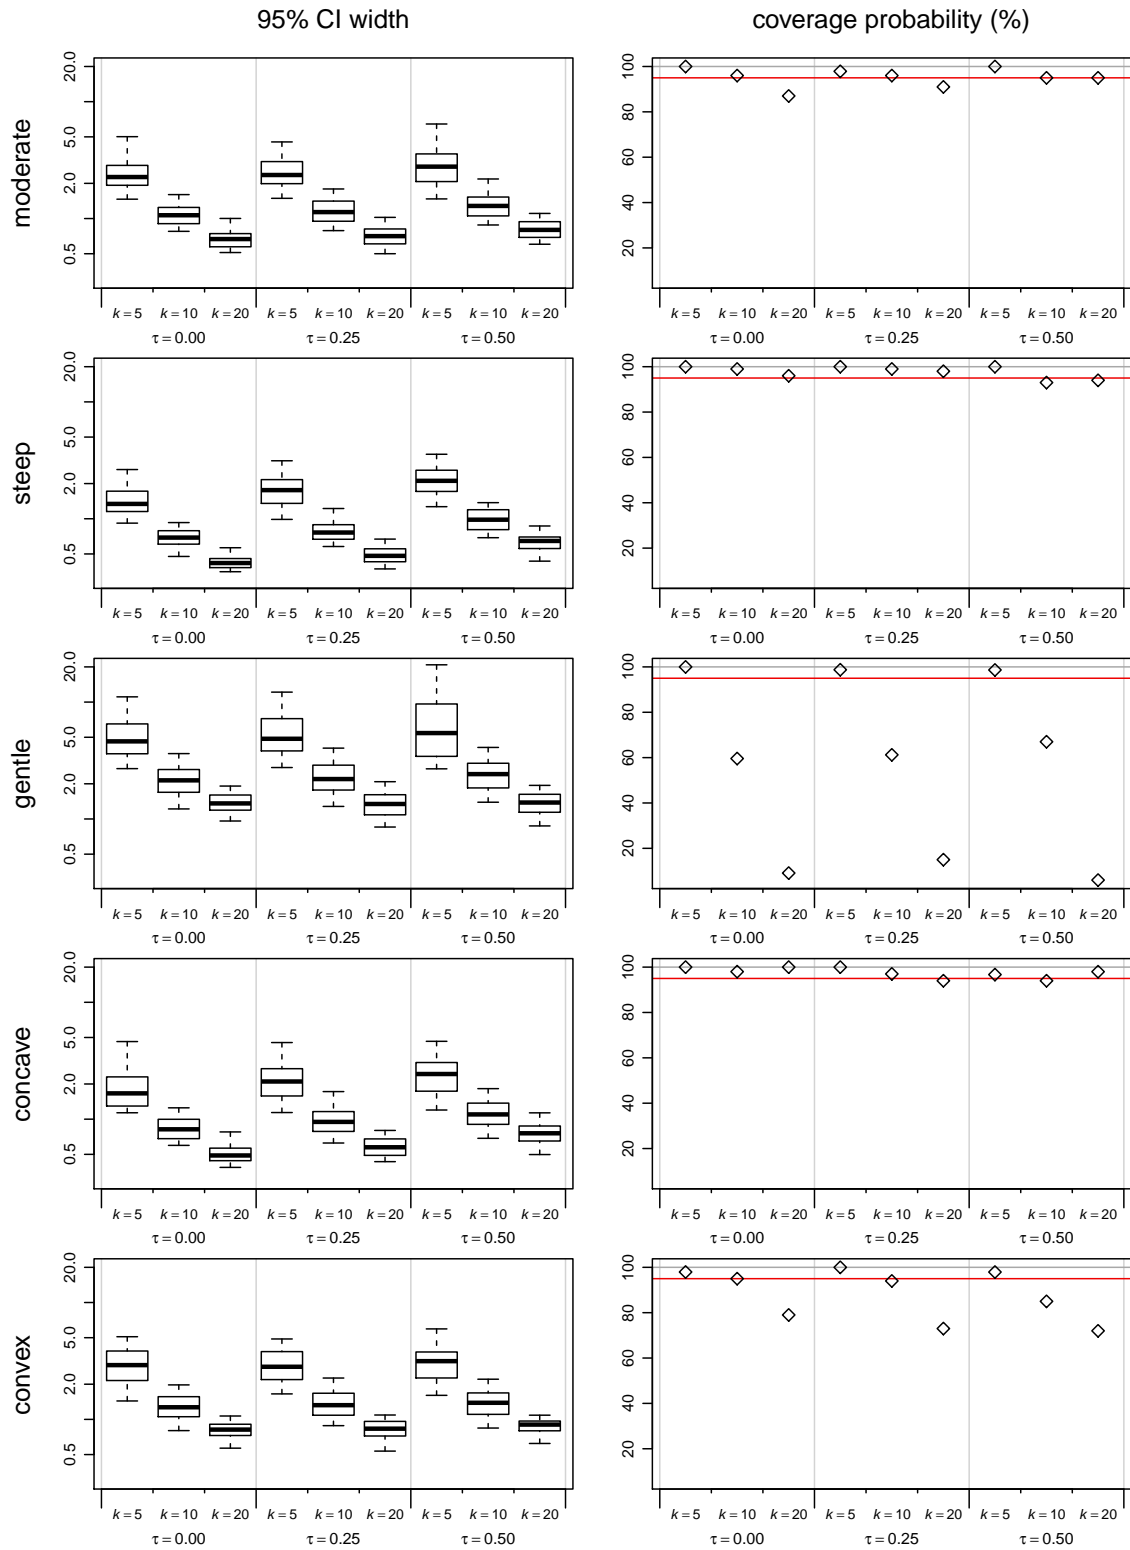 95% CI width
coverage probability (%)
moderate
20.0
5.0
2.0
0.5
k = 5 k = 10 k = 20 k = 5 k = 10 k = 20 k = 5 k = 10 k = 20
τ = 0.00 τ = 0.25 τ = 0.50
100
80
60
40
20
k = 5 k = 10 k = 20 k = 5 k = 10 k = 20 k = 5 k = 10 k = 20
τ = 0.00 τ = 0.25 τ = 0.50
steep
20.0
5.0
2.0
0.5
k = 5 k = 10 k = 20 k = 5 k = 10 k = 20 k = 5 k = 10 k = 20
τ = 0.00 τ = 0.25 τ = 0.50
100
80
60
40
20
k = 5 k = 10 k = 20 k = 5 k = 10 k = 20 k = 5 k = 10 k = 20
τ = 0.00 τ = 0.25 τ = 0.50
gentle
20.0
5.0
2.0
0.5
k = 5 k = 10 k = 20 k = 5 k = 10 k = 20 k = 5 k = 10 k = 20
τ = 0.00 τ = 0.25 τ = 0.50
100
80
60
40
20
k = 5 k = 10 k = 20 k = 5 k = 10 k = 20 k = 5 k = 10 k = 20
τ = 0.00 τ = 0.25 τ = 0.50
concave
20.0
5.0
2.0
0.5
k = 5 k = 10 k = 20 k = 5 k = 10 k = 20 k = 5 k = 10 k = 20
τ = 0.00 τ = 0.25 τ = 0.50
100
80
60
40
20
k = 5 k = 10 k = 20 k = 5 k = 10 k = 20 k = 5 k = 10 k = 20
τ = 0.00 τ = 0.25 τ = 0.50
convex
20.0
5.0
2.0
0.5
k = 5 k = 10 k = 20 k = 5 k = 10 k = 20 k = 5 k = 10 k = 20
τ = 0.00 τ = 0.25 τ = 0.50
100
80
60
40
20
k = 5 k = 10 k = 20 k = 5 k = 10 k = 20 k = 5 k = 10 k = 20
τ = 0.00 τ = 0.25 τ = 0.50